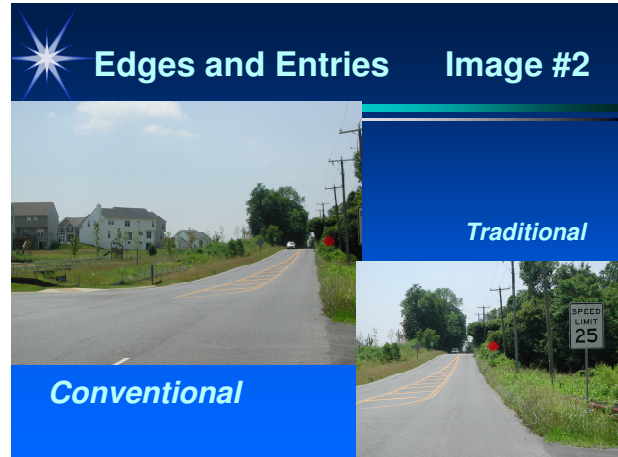 Edges and Entries Image #2
Traditional
SPEED
LIMIT
25
Conventional